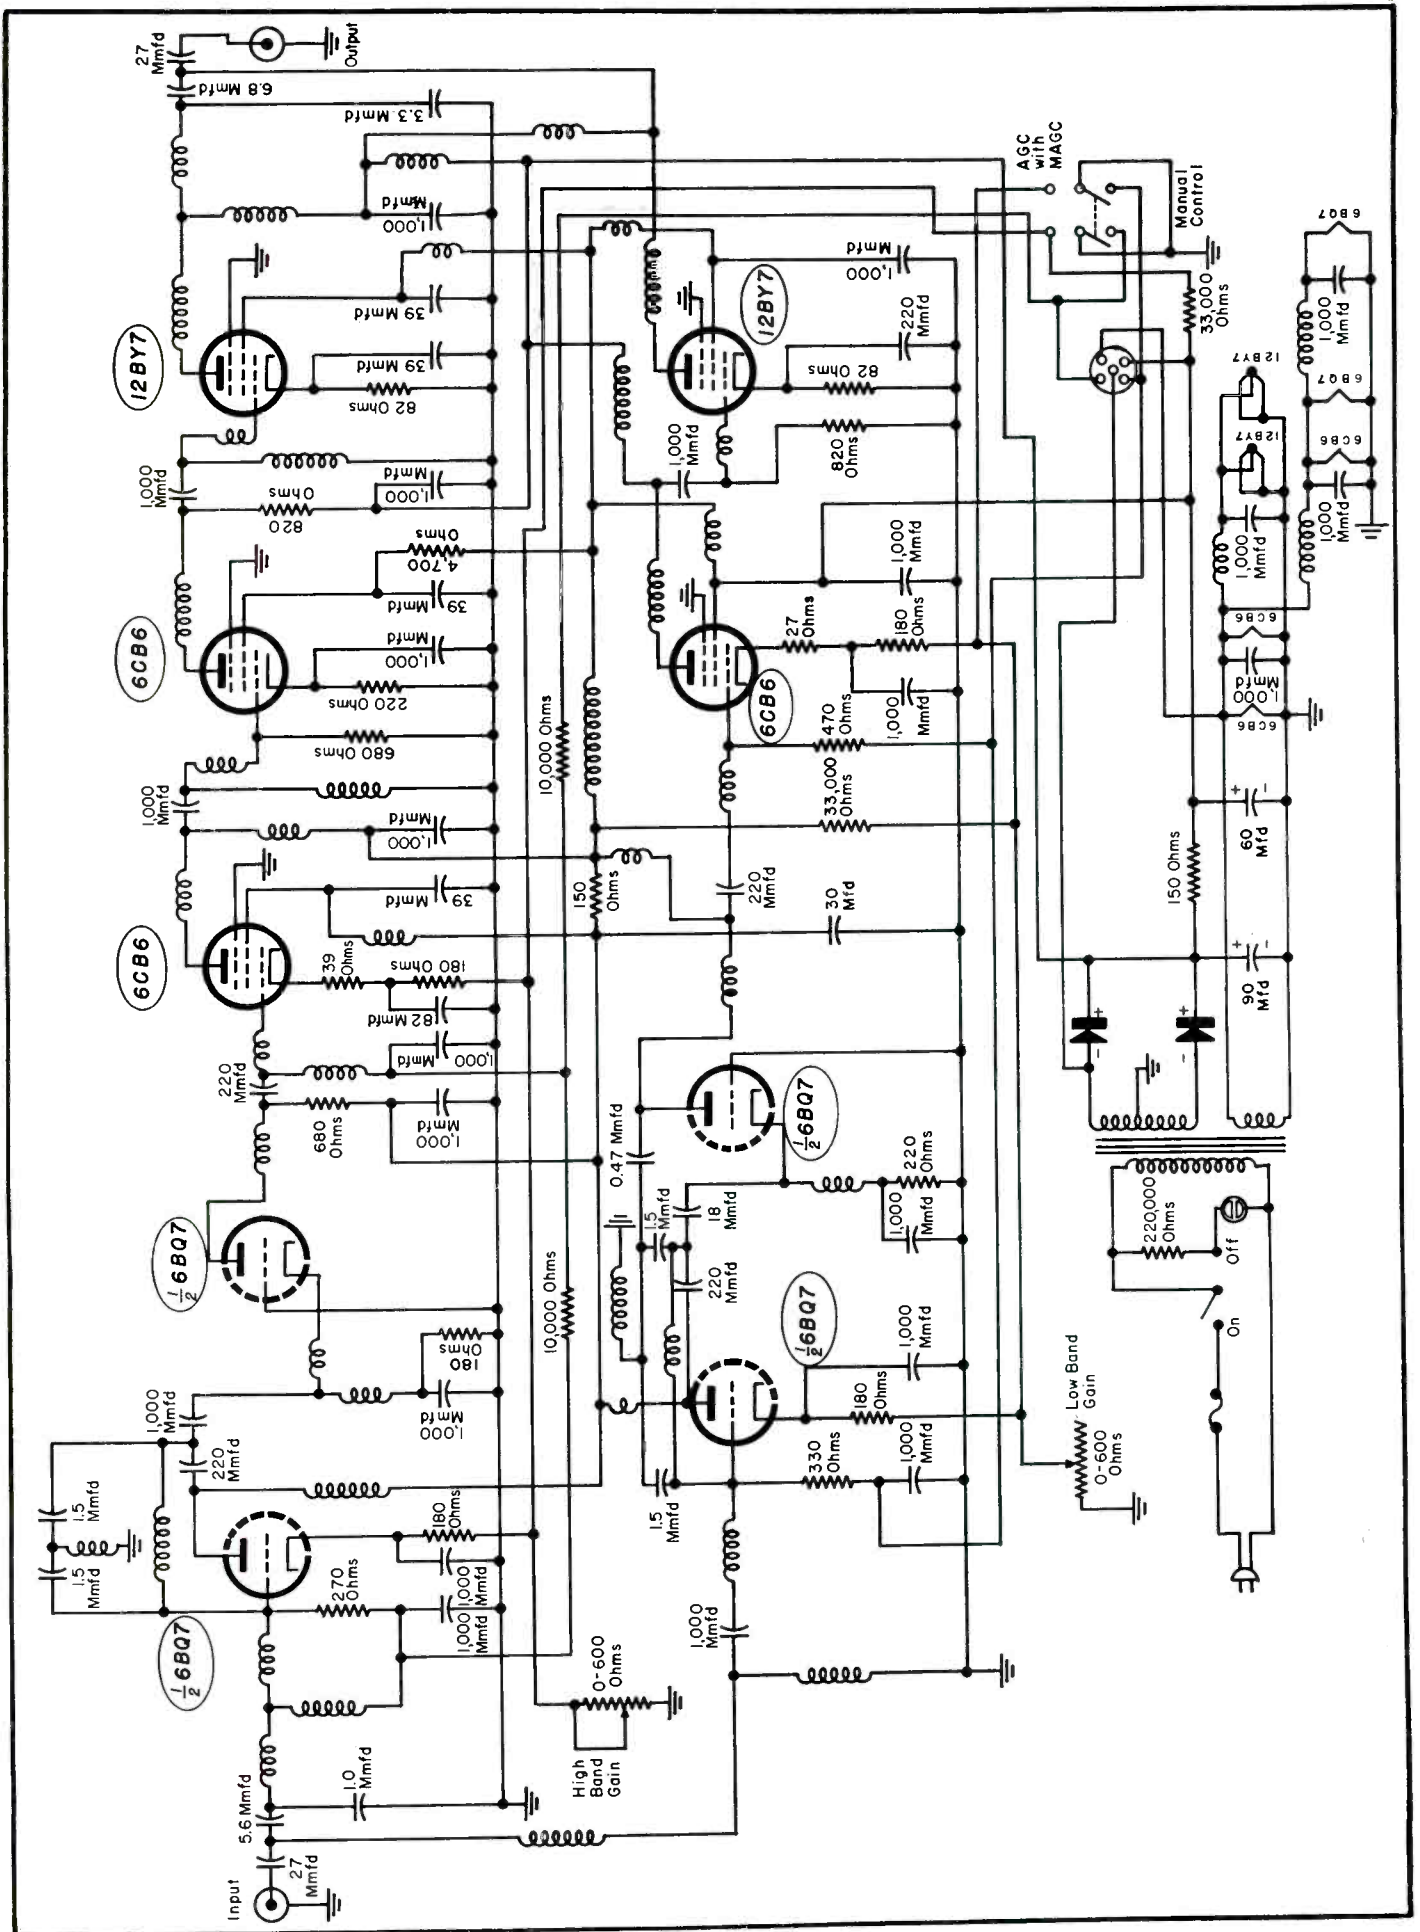 27
Mmfd
Output
6.8 Mmfd
3.3 Mmfd
1,000
Mmfd
12BY7
39 Mmfd
39 Mmfd
82 Ohms
1,000
Mmfd
820
Ohms
1,000
Mmfd
6CB6
4,700
Ohms
39
Mmfd
1,000
Mmfd
220 Ohms
680 Ohms
1,000
Mmfd
1,000
Mmfd
6CB6
39
Mmfd
39
Ohms
180 Ohms
82 Mmfd
1,000
Mmfd
220
Mmfd
680
Ohms
1,000
Mmfd
1/2 6BQ7
180
Ohms
1,000
Mmfd
1,000
Mmfd
220
Mmfd
1.5
Mmfd
1.5
Mmfd
180
Ohms
1,000
Mmfd
270
Ohms
1,000
Mmfd
1/2 6BQ7
5.6 Mmfd
1.0
Mmfd
27
Mmfd
Input
High
Band
Gain
0-600
Ohms
10,000 Ohms
10,000 Ohms
150
Ohms
12BY7
1,000
Mmfd
220
Mmfd
82 Ohms
820
Ohms
1,000
Mmfd
6CB6
1,000
Mmfd
27
Ohms
180
Ohms
1,000
Mmfd
470
Ohms
33,000
Ohms
220
Mmfd
30
Mfd
0.47 Mmfd
1/2 6BQ7
1.5
Mmfd
18
Mmfd
220
Ohms
1,000
Mmfd
220
Mmfd
1/2 6BQ7
1,000
Mmfd
180
Ohms
330
Ohms
1,000
Mmfd
1.5
Mmfd
1,000
Mmfd
Low Band
Gain
0-600
Ohms
AGC
with
MAGC
Manual
Control
33,000
Ohms
150 Ohms
60
Mfd
+
-
90
Mfd
+
-
+
-
+
-
220,000
Ohms
Off
On
6BQ7
1,000
Mmfd
6BQ7
6CB6
1,000
Mmfd
12BY7
12BY7
1,000
Mmfd
6CB6
1,000
Mmfd
6CB6